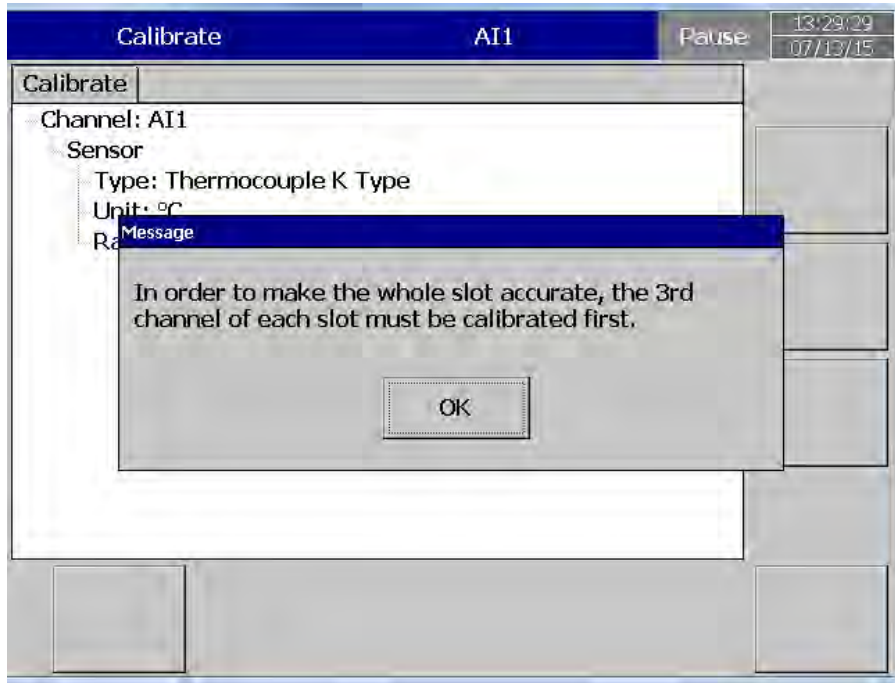 Calibrate AI1 Pause 13:29:29
07/13/15
Calibrate
Channel: AI1
Sensor
Type: Thermocouple K Type
Unit: °C
Ra
Message
In order to make the whole slot accurate, the 3rd
channel of each slot must be calibrated first.
OK